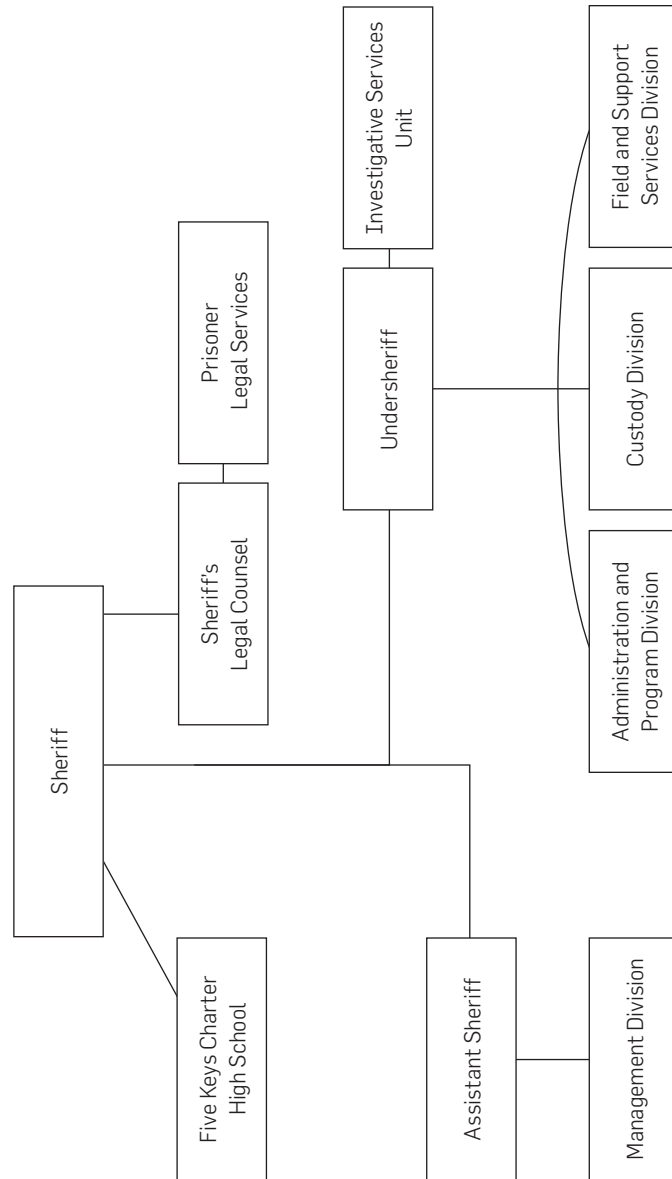 Sheriff
Five Keys Charter
High School
Sheriff's
Legal Counsel
Prisoner
Legal Services
Assistant Sheriff
Undersheriff
Investigative Services
Unit
Management Division
Administration and
Program Division
Custody Division
Field and Support
Services Division